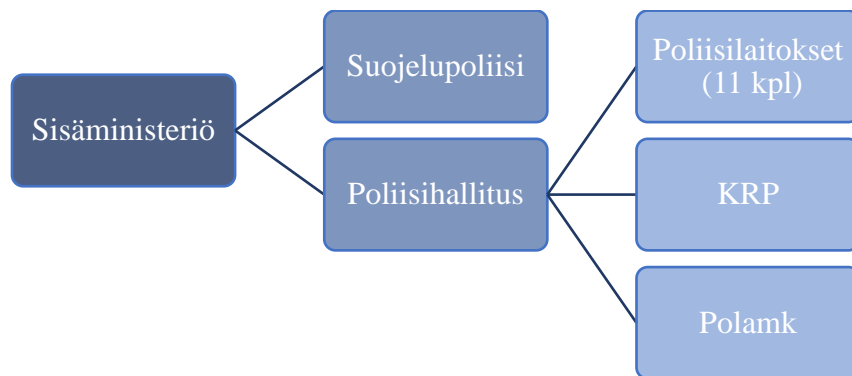 Sisäministeriö
Suojelupoliisi
Poliisihallitus
Poliisilaitokset
(11 kpl)
KRP
Polamk